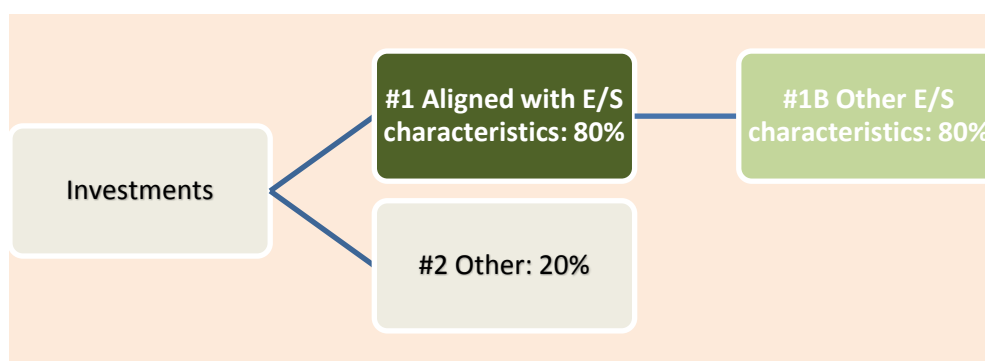 #1 Aligned with E/S
characteristics: 80%
#1B Other E/S
characteristics: 80%
Investments
#2 Other: 20%